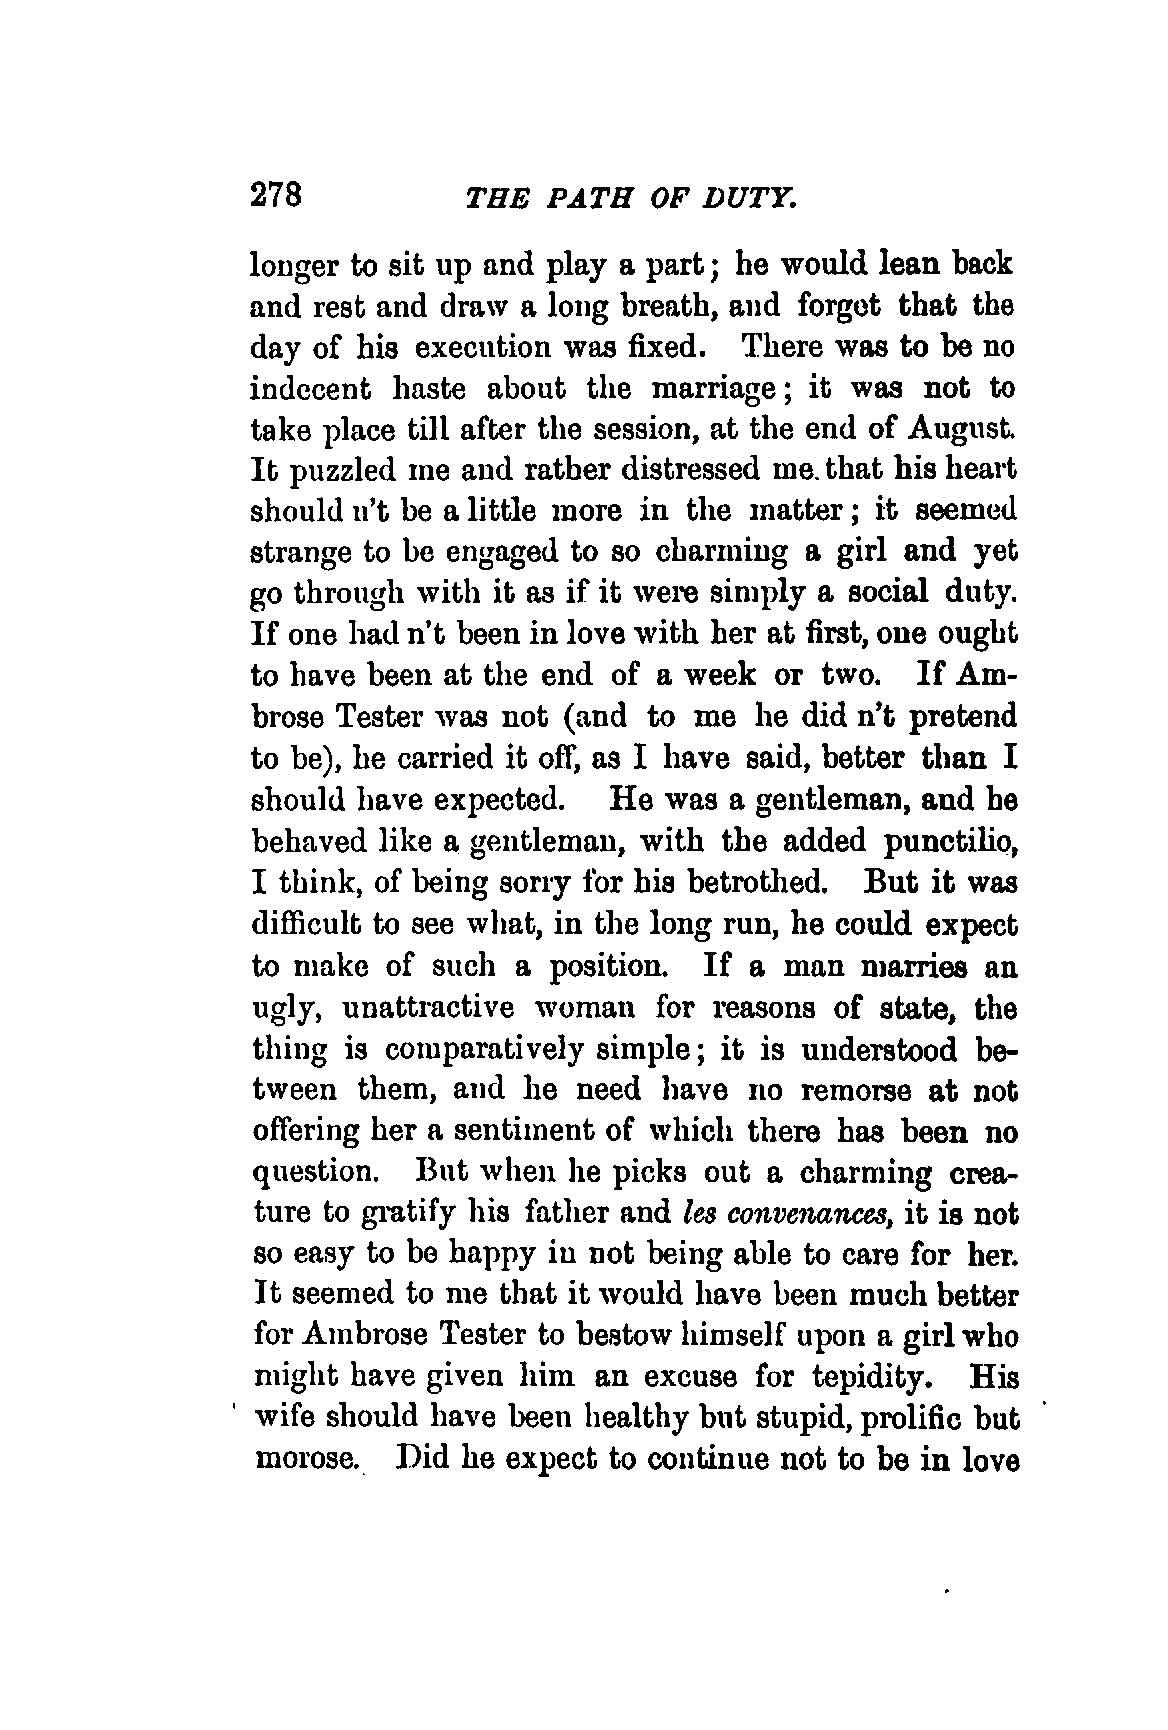 278 THE PATH OF DUTY.
longer to sit up and play a part; he would lean back
and rest and draw a long breath, and forget that the
day of his execution was fixed. There was to be no
indecent haste about the marriage; it was not to
take place till after the session, at the end of August.
It puzzled me and rather distressed me that his heart
should n't be a little more in the matter; it seemed
strange to be engaged to so charming a girl and yet
go through with it as if it were simply a social duty.
If one had n't been in love with her at first, one ought
to have been at the end of a week or two. If Am-
brose Tester was not (and to me he did n't pretend
to be), he carried it off, as I have said, better than I
should have expected. He was a gentleman, and he
behaved like a gentleman, with the added punctilio,
I think, of being sorry for his betrothed. But it was
difficult to see what, in the long run, he could expect
to make of such a position. If a man marries an
ugly, unattractive woman for reasons of state, the
thing is comparatively simple; it is understood be-
tween them, and he need have no remorse at not
offering her a sentiment of which there has been no
question. But when he picks out a charming crea-
ture to gratify his father and les convenances, it is not
so easy to be happy in not being able to care for her.
It seemed to me that it would have been much better
for Ambrose Tester to bestow himself upon a girl who
might have given him an excuse for tepidity. His
wife should have been healthy but stupid, prolific but
morose. Did he expect to continue not to be in love